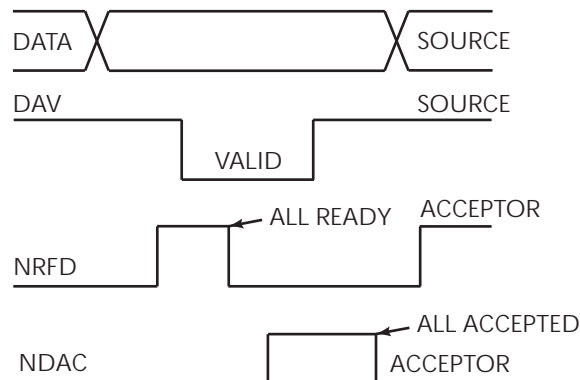 DATA SOURCE
DAV SOURCE
VALID
ALL READY ACCEPTOR
NRFD
ALL ACCEPTED
NDAC ACCEPTOR